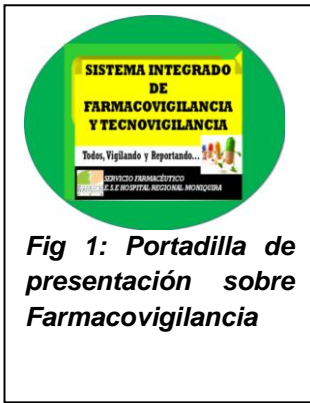 SISTEMA INTEGRADO
DE
FARMACOVIGILANCIA
Y TECNOVIGILANCIA
Todos, Vigilando y Reportando...
SERVICIO FARMACÉUTICO
E.S.E HOSPITAL REGIONAL MONIQUIRA
Fig 1: Portadilla de
presentación sobre
Farmacovigilancia